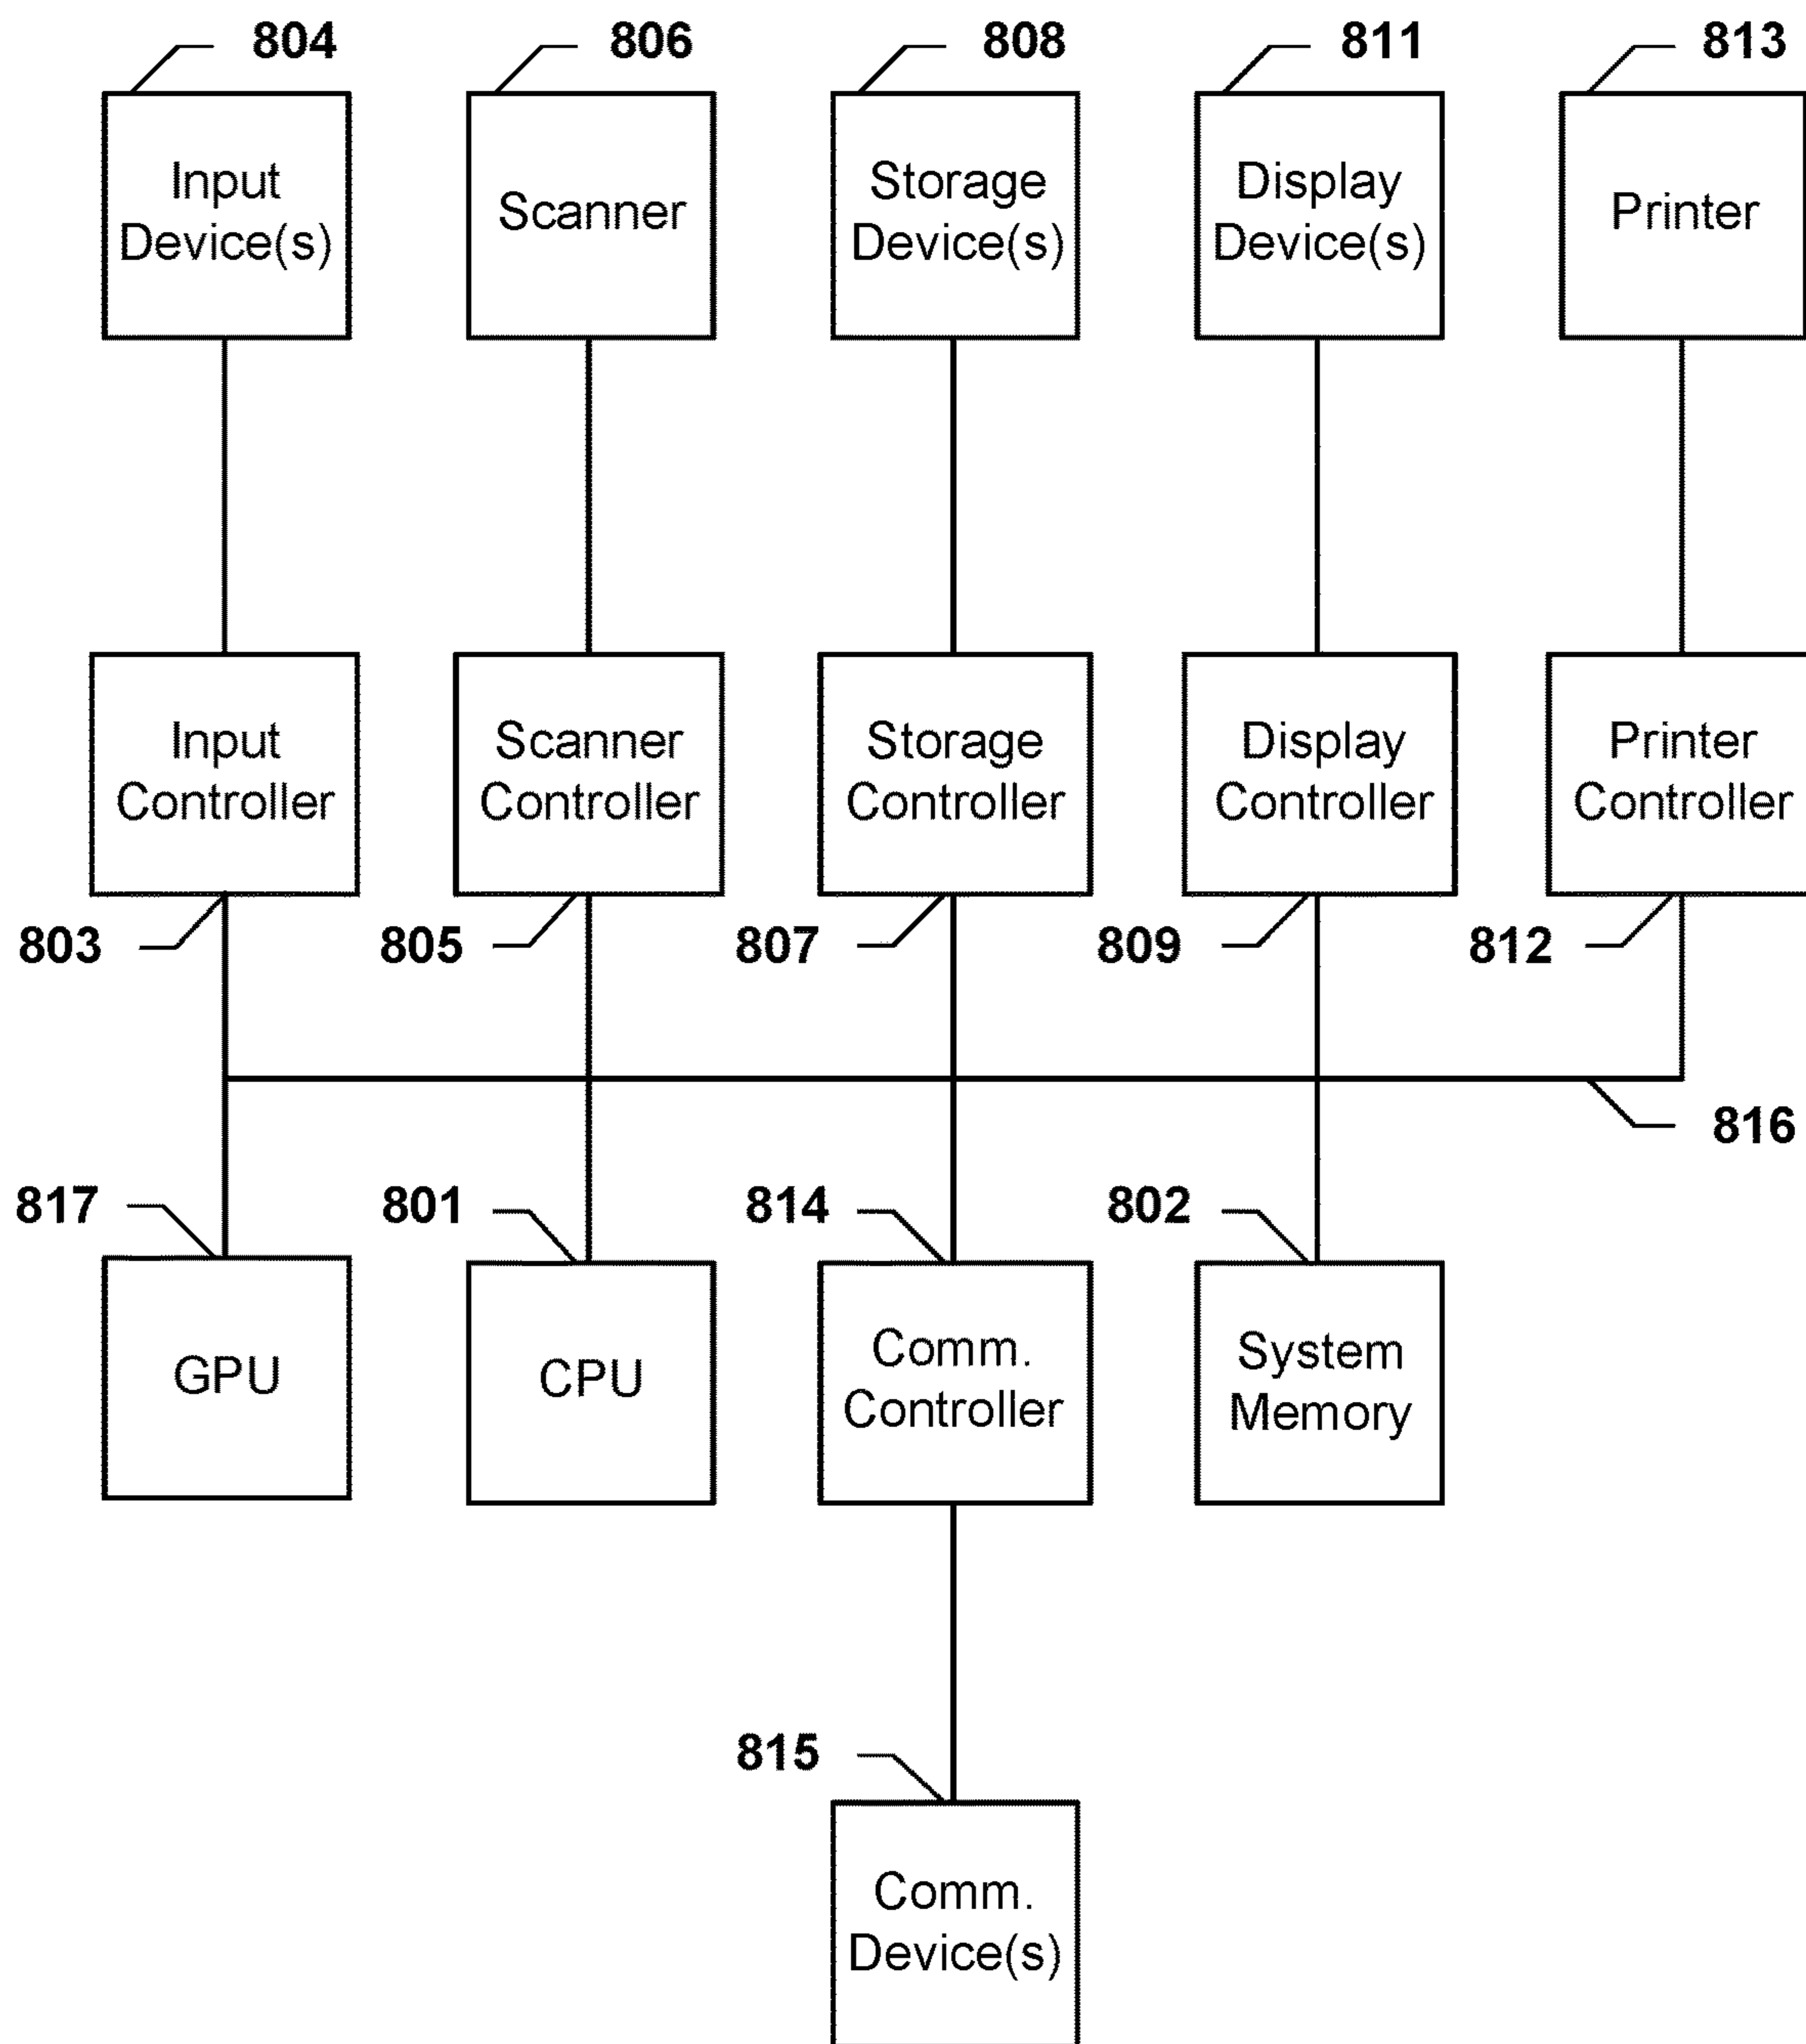 804
806
808
811
813
Input
Device(s)
Scanner
Storage
Device(s)
Display
Device(s)
Printer
Input
Controller
Scanner
Controller
Storage
Controller
Display
Controller
Printer
Controller
803
805
807
809
812
816
817
801
814
802
GPU
CPU
Comm.
Controller
System
Memory
815
Comm.
Device(s)